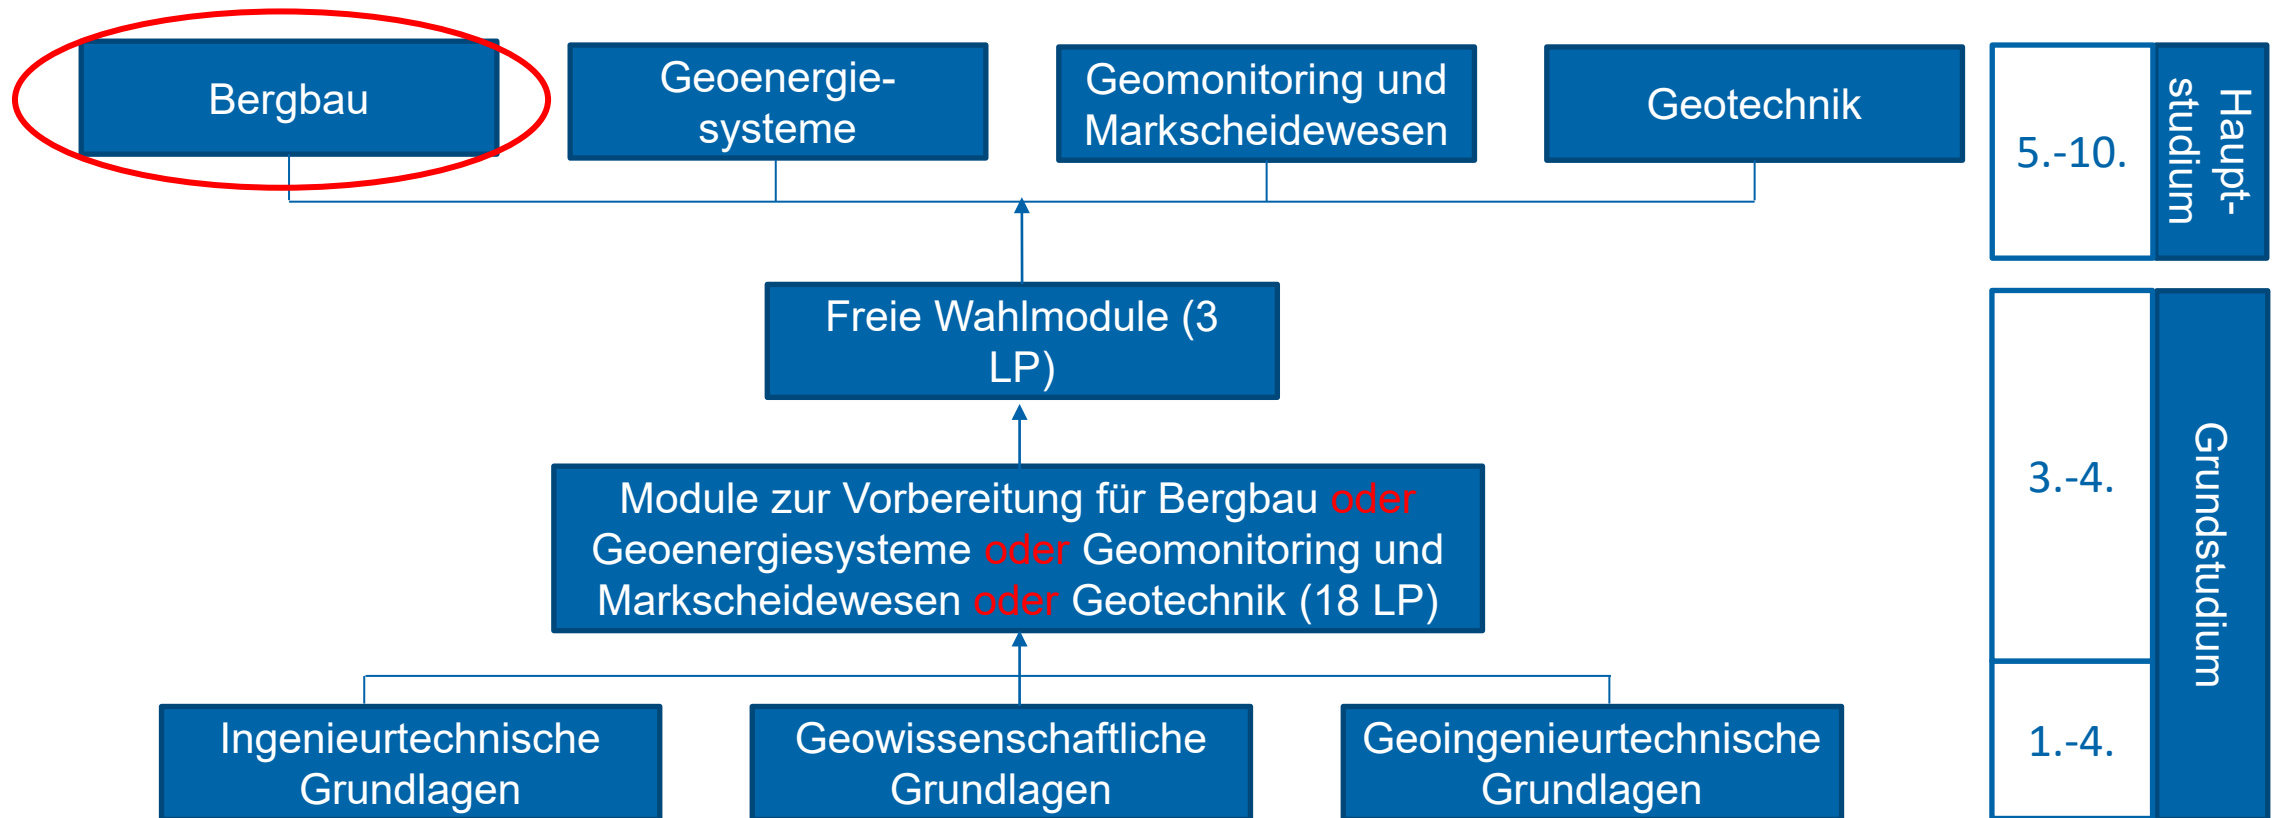 Bergbau
Geoenergie-
systeme
Geomonitoring und
Markscheidewesen
Geotechnik
5.-10.
Haupt-
studium
Freie Wahlmodule (3
LP)
Module zur Vorbereitung für Bergbau oder
Geoenergiesysteme oder Geomonitoring und
Markscheidewesen oder Geotechnik (18 LP)
3.-4.
Grundstudium
Ingenieurtechnische
Grundlagen
Geowissenschaftliche
Grundlagen
Geoingenieurtechnische
Grundlagen
1.-4.